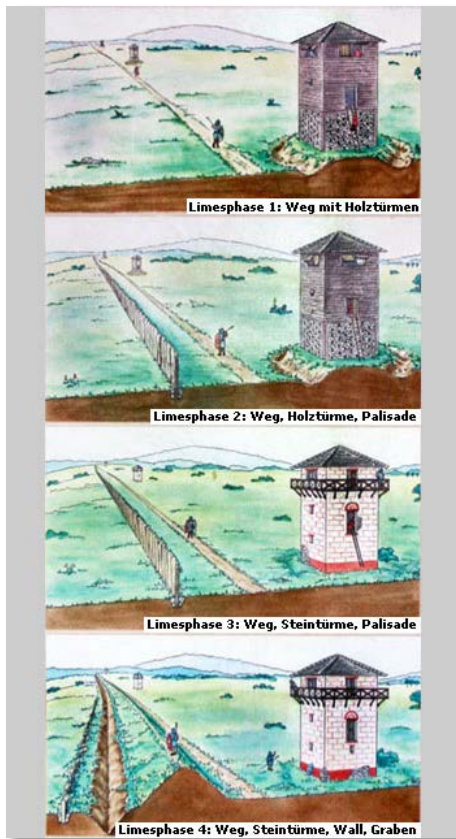 Limesphase 1: Weg mit Holztürmen
Limesphase 2: Weg, Holztürme, Palisade
Limesphase 3: Weg, Steintürme, Palisade
Limesphase 4: Weg, Steintürme, Wall, Graben